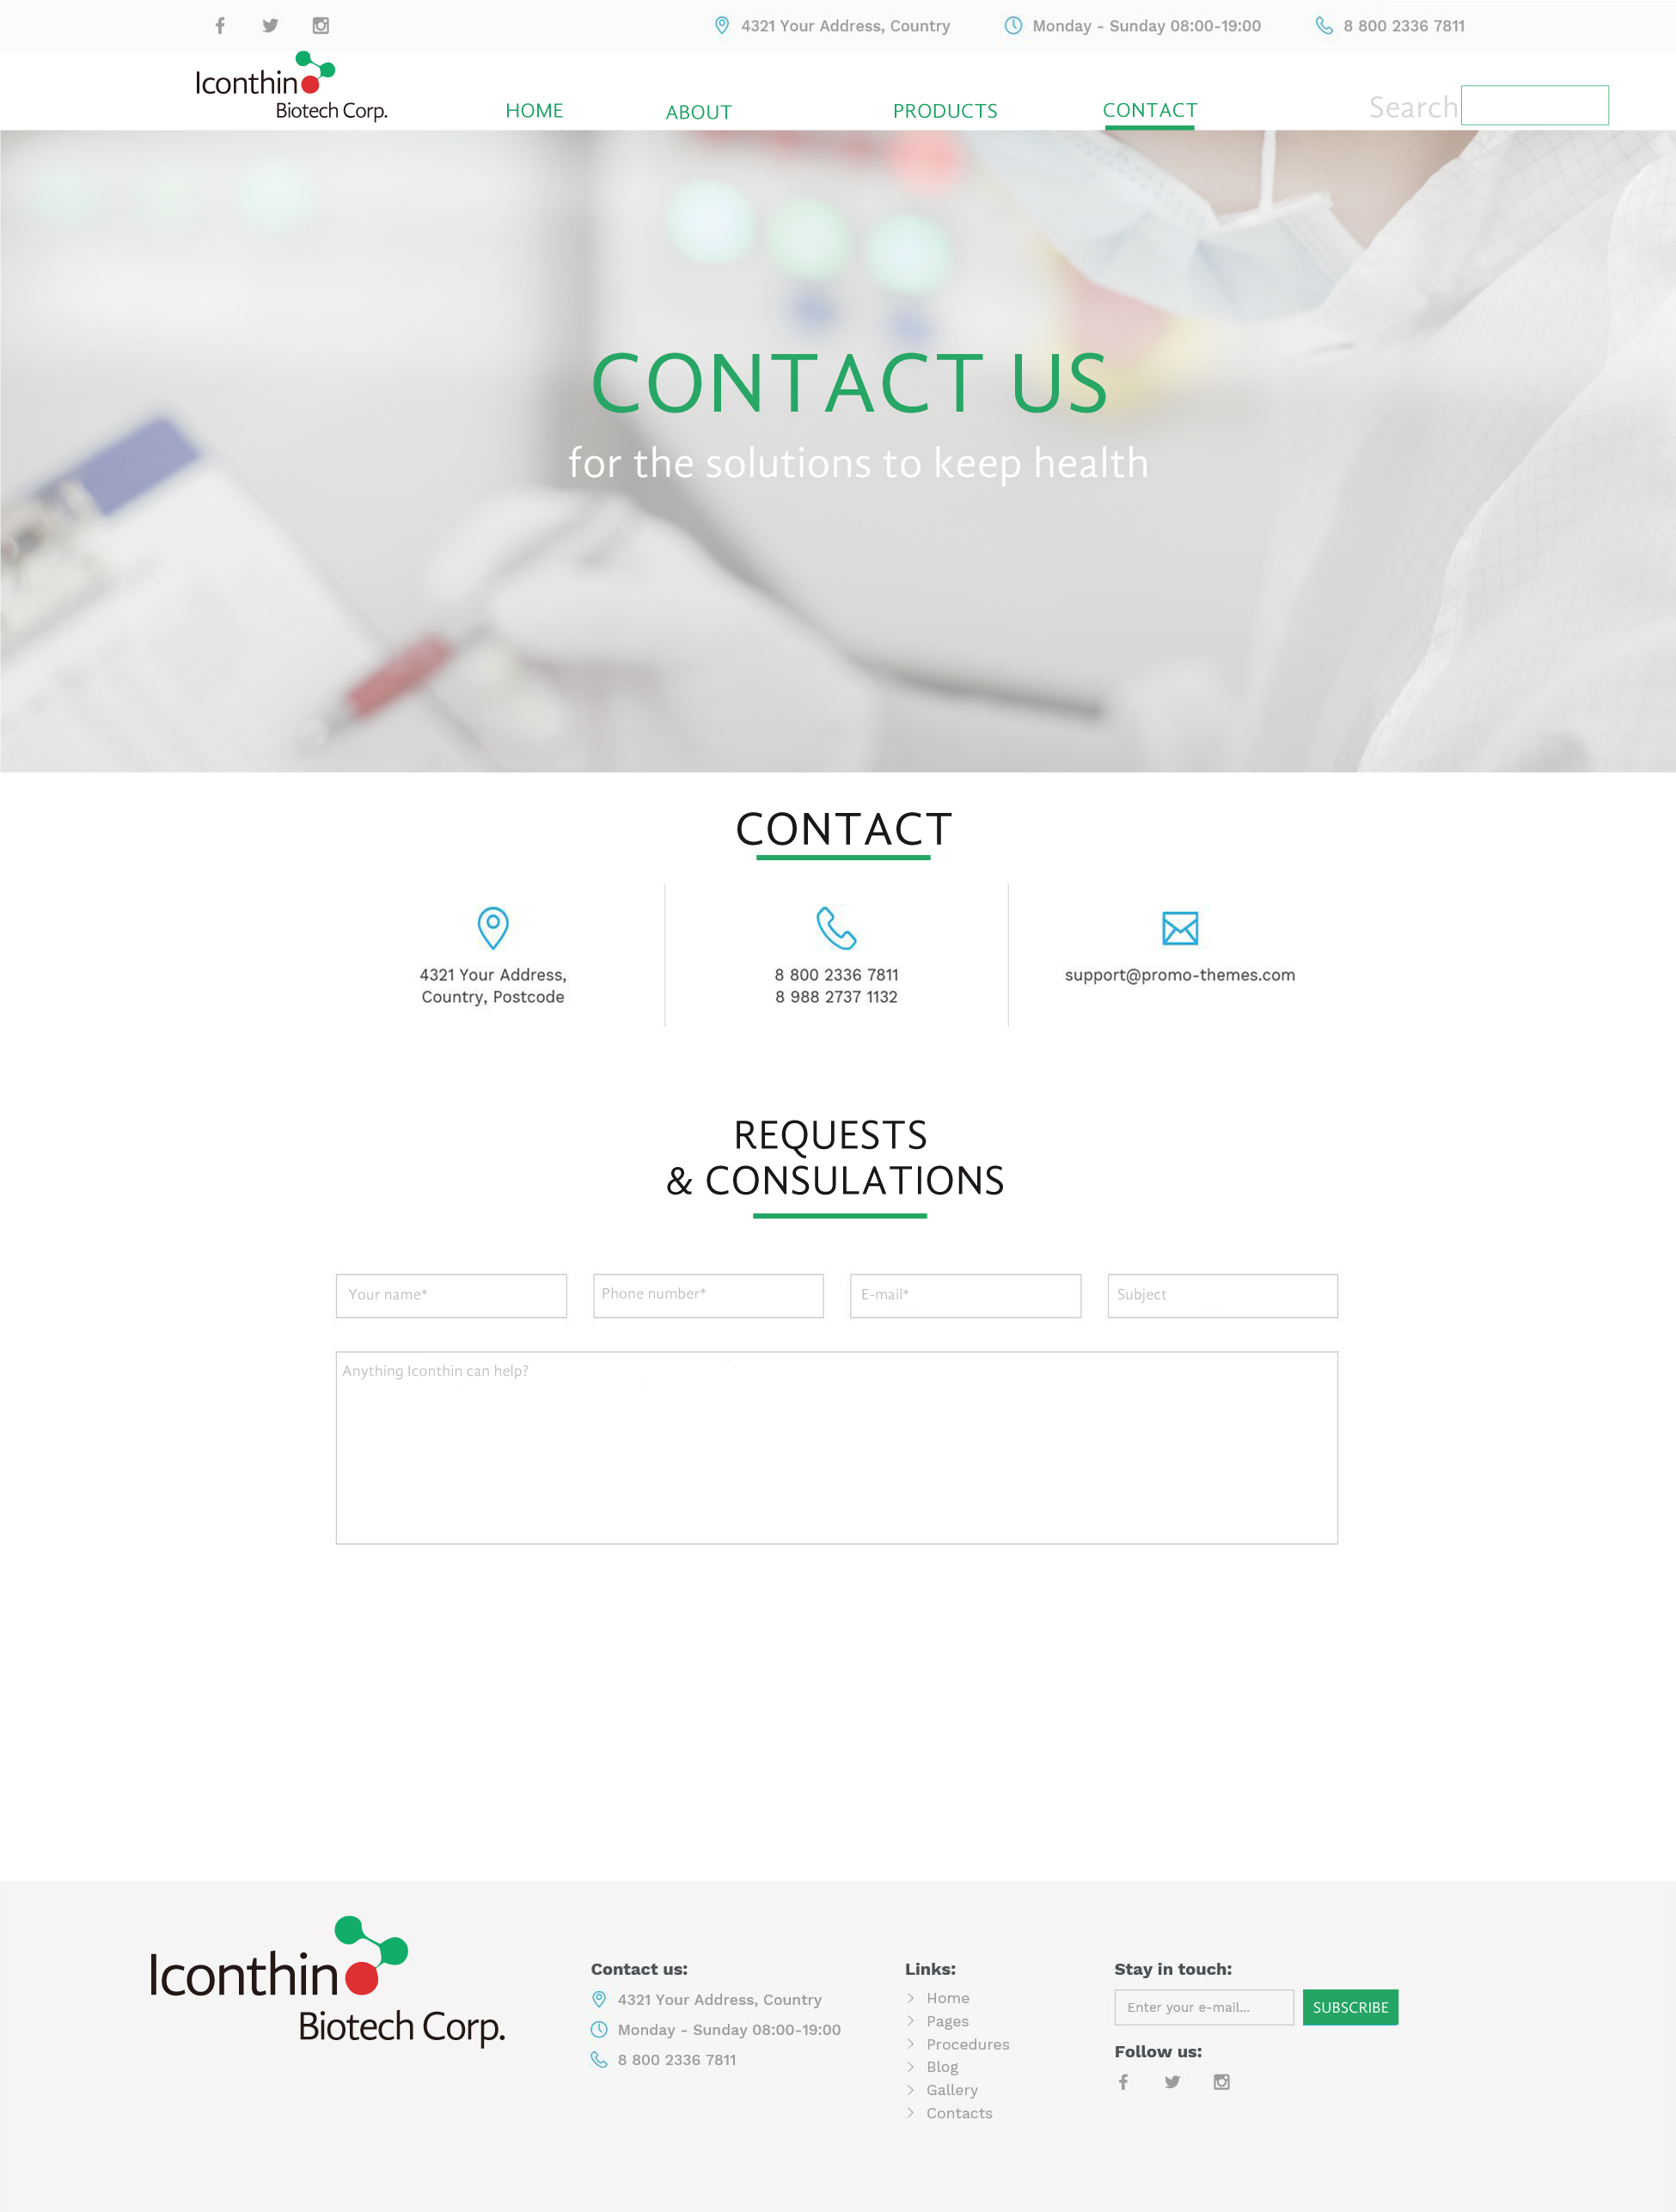 4321 Your Address, Country
Monday - Sunday 08:00-19:00
8 800 2336 7811
Iconthin
Biotech Corp.
HOME
ABOUT
PRODUCTS
CONTACT
Search
CONTACT US
for the solutions to keep health
CONTACT
4321 Your Address,
Country, Postcode
8 800 2336 7811
8 988 2737 1132
support@promo-themes.com
REQUESTS
& CONSULATIONS
Your name*
Phone number*
E-mail*
Subject
Anything Iconthin can help?
Iconthin
Biotech Corp.
Contact us:
4321 Your Address, Country
Monday - Sunday 08:00-19:00
8 800 2336 7811
Links:
Home
Pages
Procedures
Blog
Gallery
Contacts
Stay in touch:
Enter your e-mail...
SUBSCRIBE
Follow us: